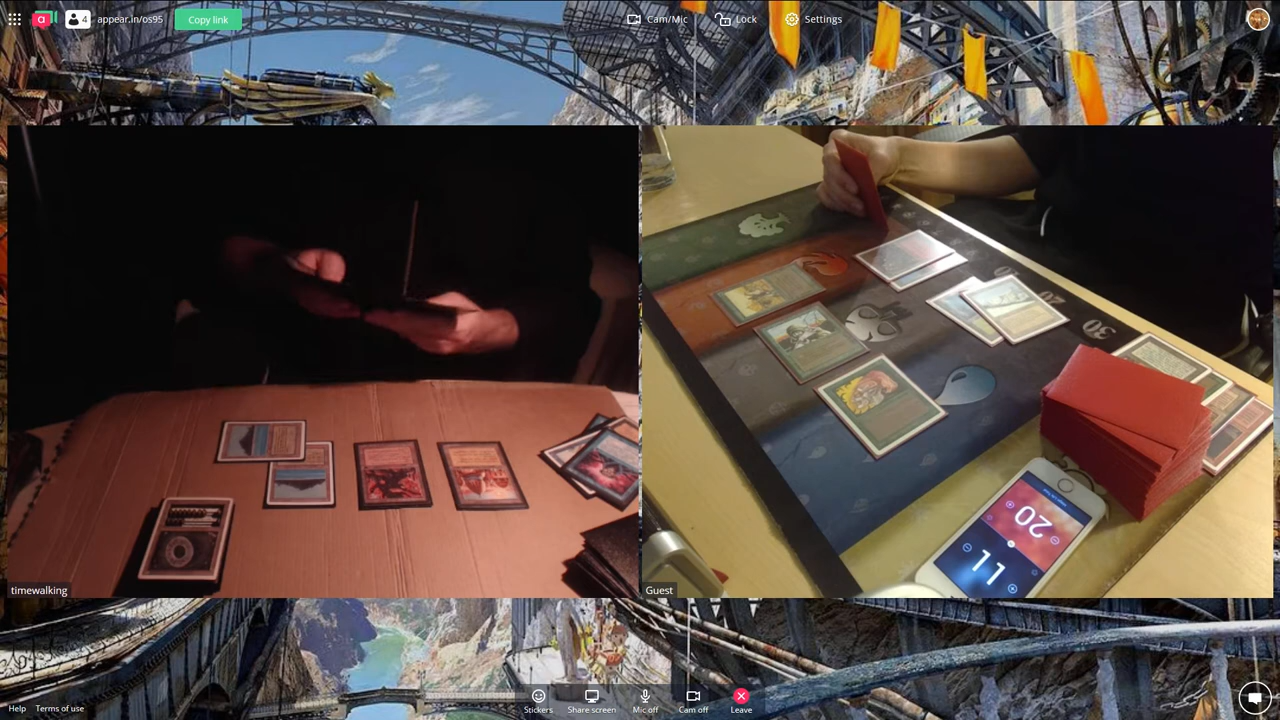 4 appear.in/os95 Copy link Cam/Mic Lock Settings
30
20
11
timewalking
Guest
Help Terms of use
Stickers Share screen Mic off Cam off Leave